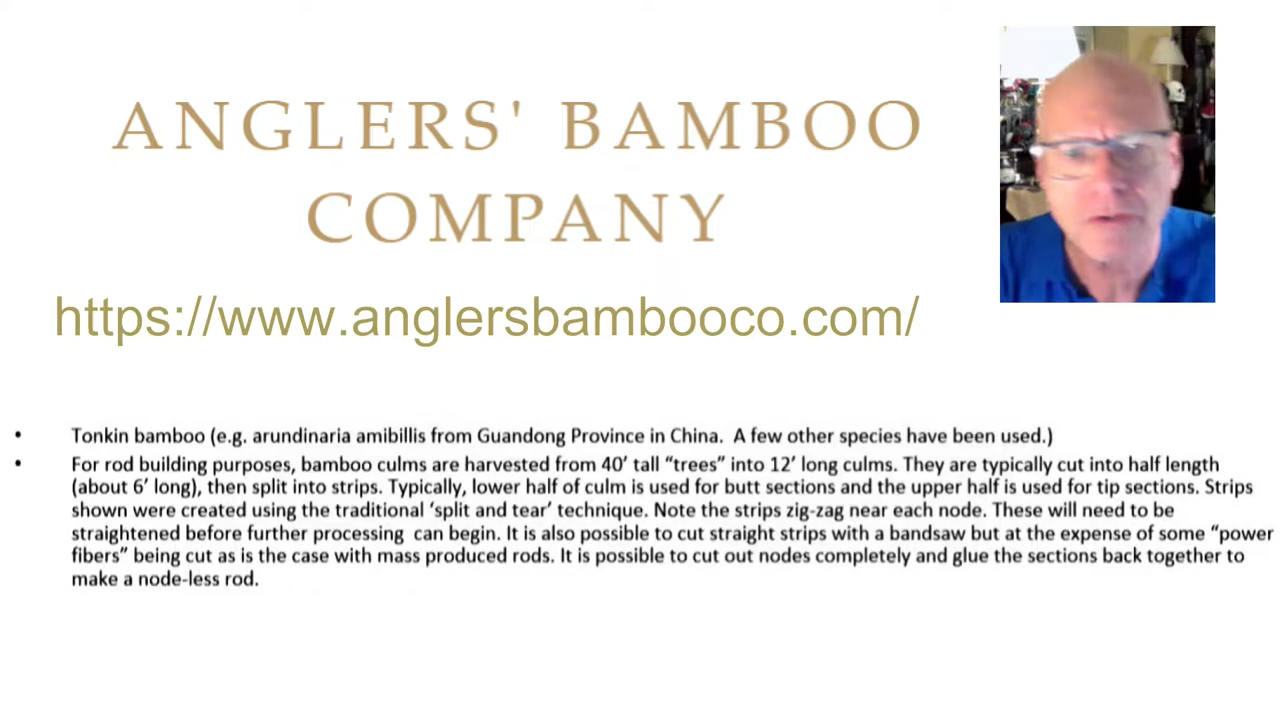 ANGLERS' BAMBOO
COMPANY
https://www.anglersbambooco.com/
• Tonkin bamboo (e.g. arundinaria amibillis from Guandong Province in China.  A few other species have been used.)
• For rod building purposes, bamboo culms are harvested from 40’ tall “trees” into 12’ long culms. They are typically cut into half length
(about 6’ long), then split into strips. Typically, lower half of culm is used for butt sections and the upper half is used for tip sections. Strips
shown were created using the traditional ‘split and tear’ technique. Note the strips zig-zag near each node. These will need to be
straightened before further processing  can begin. It is also possible to cut straight strips with a bandsaw but at the expense of some “power
fibers” being cut as is the case with mass produced rods. It is possible to cut out nodes completely and glue the sections back together to
make a node-less rod.